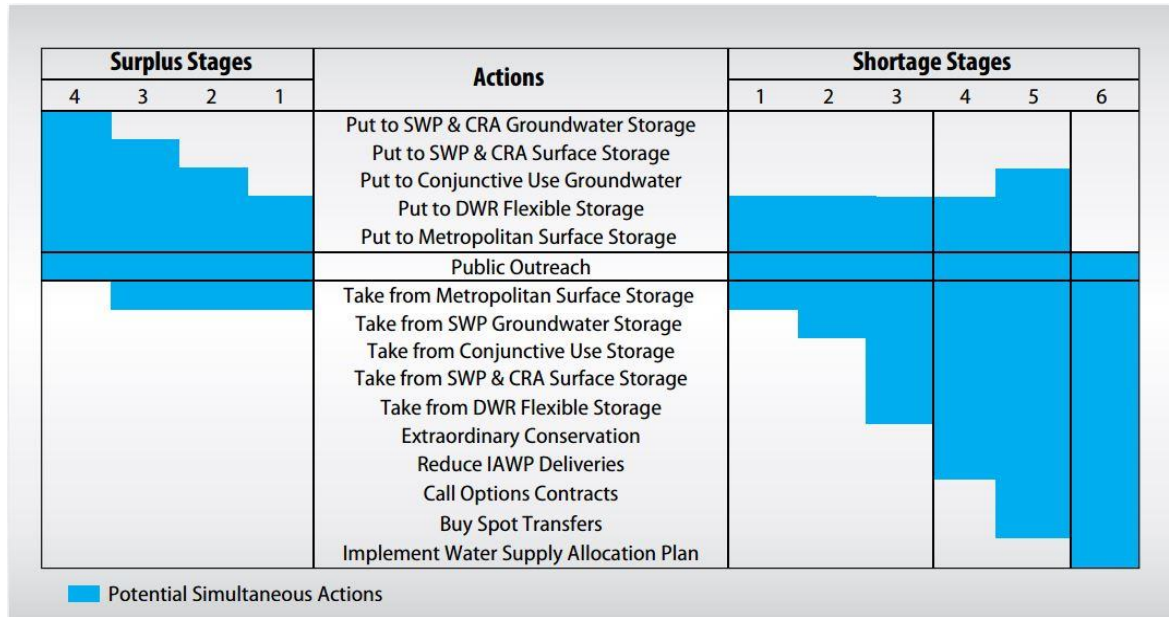 Surplus Stages
Actions
Shortage Stages
4 3 2 1
1 2 3 4 5 6
Put to SWP & CRA Groundwater Storage
Put to SWP & CRA Surface Storage
Put to Conjunctive Use Groundwater
Put to DWR Flexible Storage
Put to Metropolitan Surface Storage
Public Outreach
Take from Metropolitan Surface Storage
Take from SWP Groundwater Storage
Take from Conjunctive Use Storage
Take from SWP & CRA Surface Storage
Take from DWR Flexible Storage
Extraordinary Conservation
Reduce IAWP Deliveries
Call Options Contracts
Buy Spot Transfers
Implement Water Supply Allocation Plan
Potential Simultaneous Actions